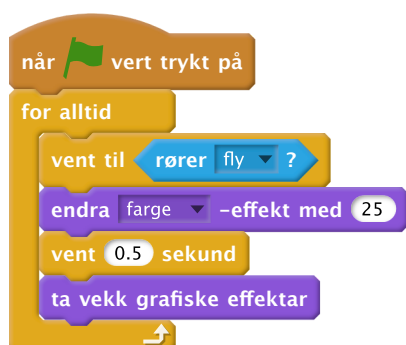 når vert trykt på
for alltid
vent til rører fly ?
endra farge -effekt med 25
vent 0.5 sekund
ta vekk grafiske effektar